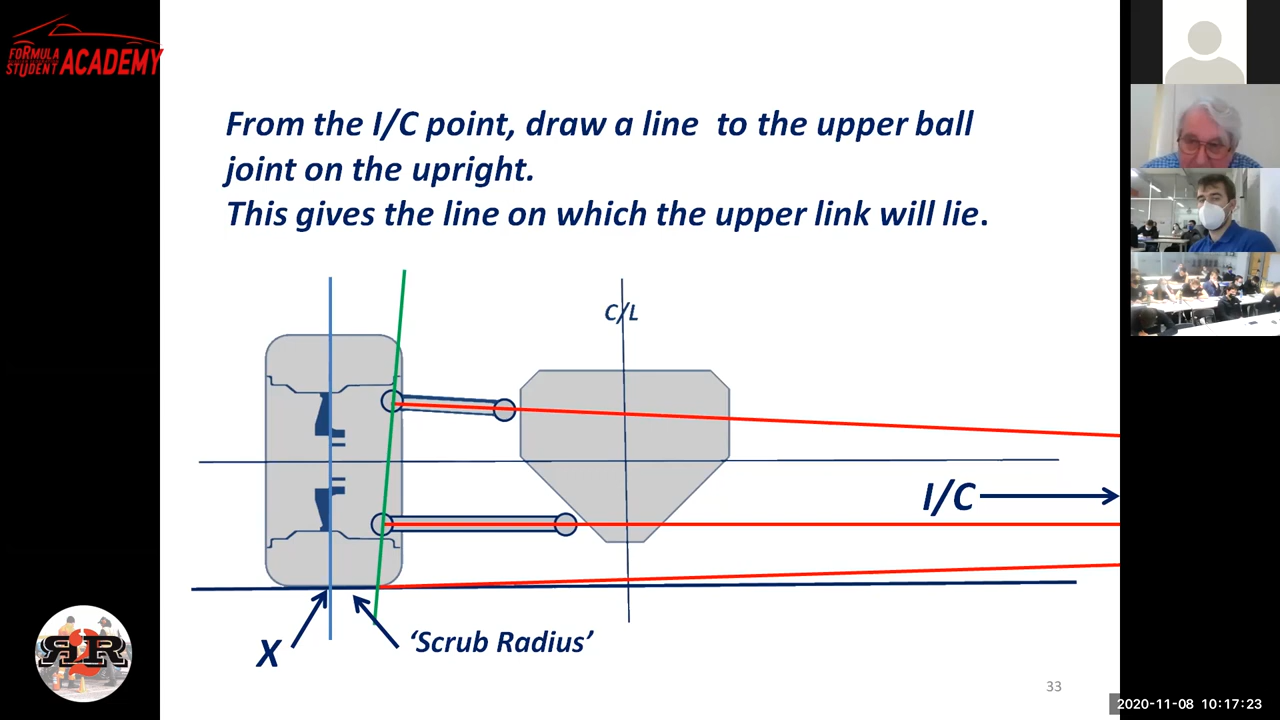 FORMULA
STUDENT ACADEMY
From the I/C point, draw a line to the upper ball
joint on the upright.
This gives the line on which the upper link will lie.
C/L
I/C
X
‘Scrub Radius’
R2R
33
2020-11-08 10:17:23